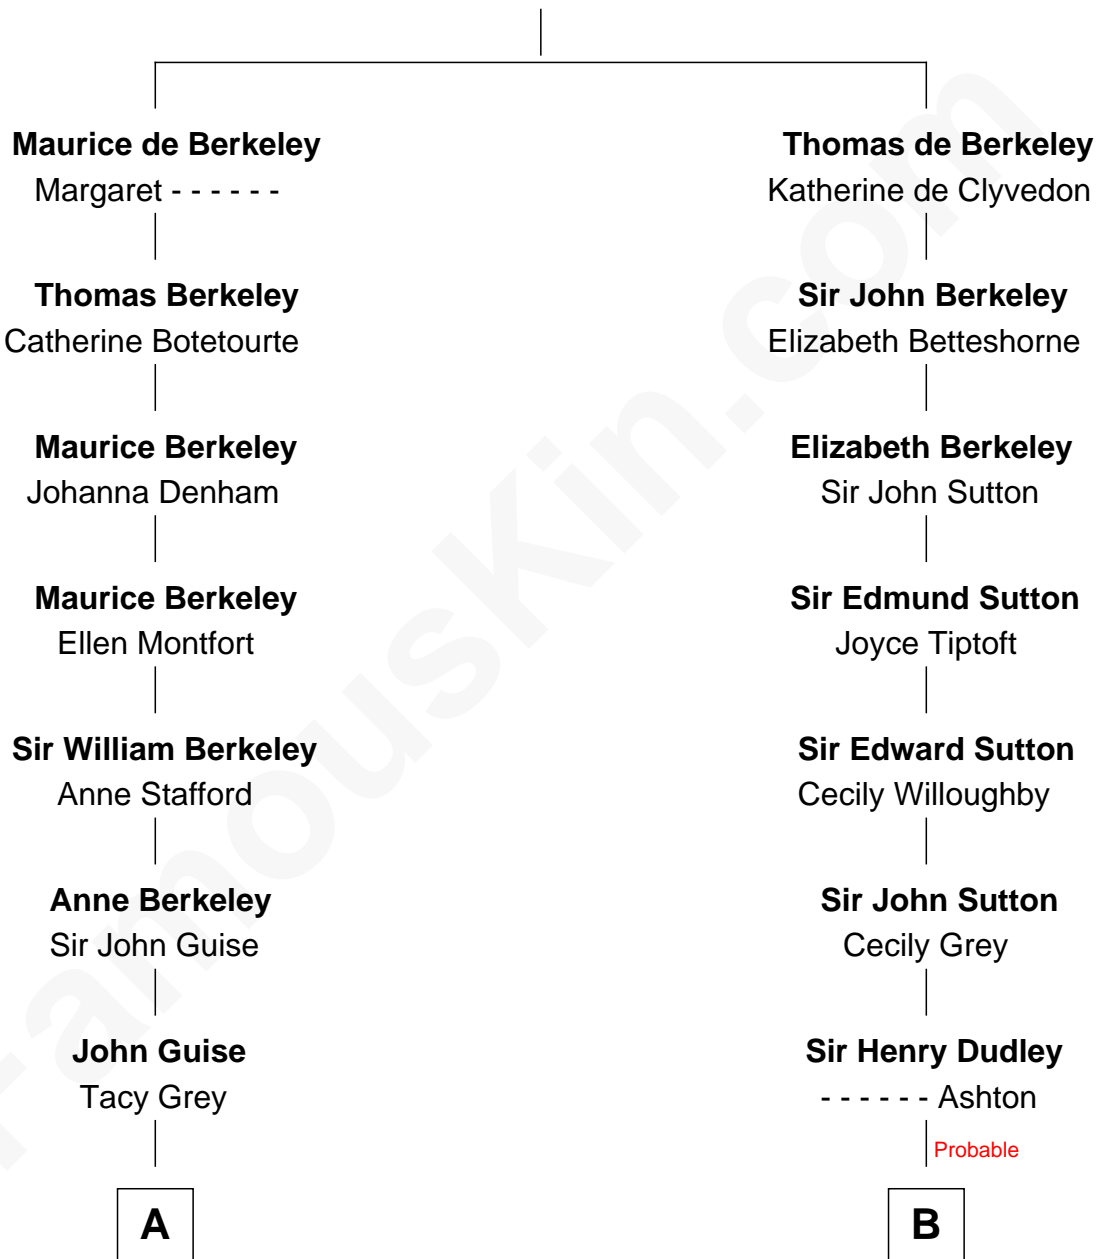 Maurice de Berkeley
Margaret - - - - - -
Thomas Berkeley
Catherine Botetourte
Maurice Berkeley
Johanna Denham
Maurice Berkeley
Ellen Montfort
Sir William Berkeley
Anne Stafford
Anne Berkeley
Sir John Guise
John Guise
Tacy Grey
A
Thomas de Berkeley
Katherine de Clyvedon
Sir John Berkeley
Elizabeth Betteshorne
Elizabeth Berkeley
Sir John Sutton
Sir Edmund Sutton
Joyce Tiptoft
Sir Edward Sutton
Cecily Willoughby
Sir John Sutton
Cecily Grey
Sir Henry Dudley
- - - - - - Ashton
Probable
B
FamousKin.com